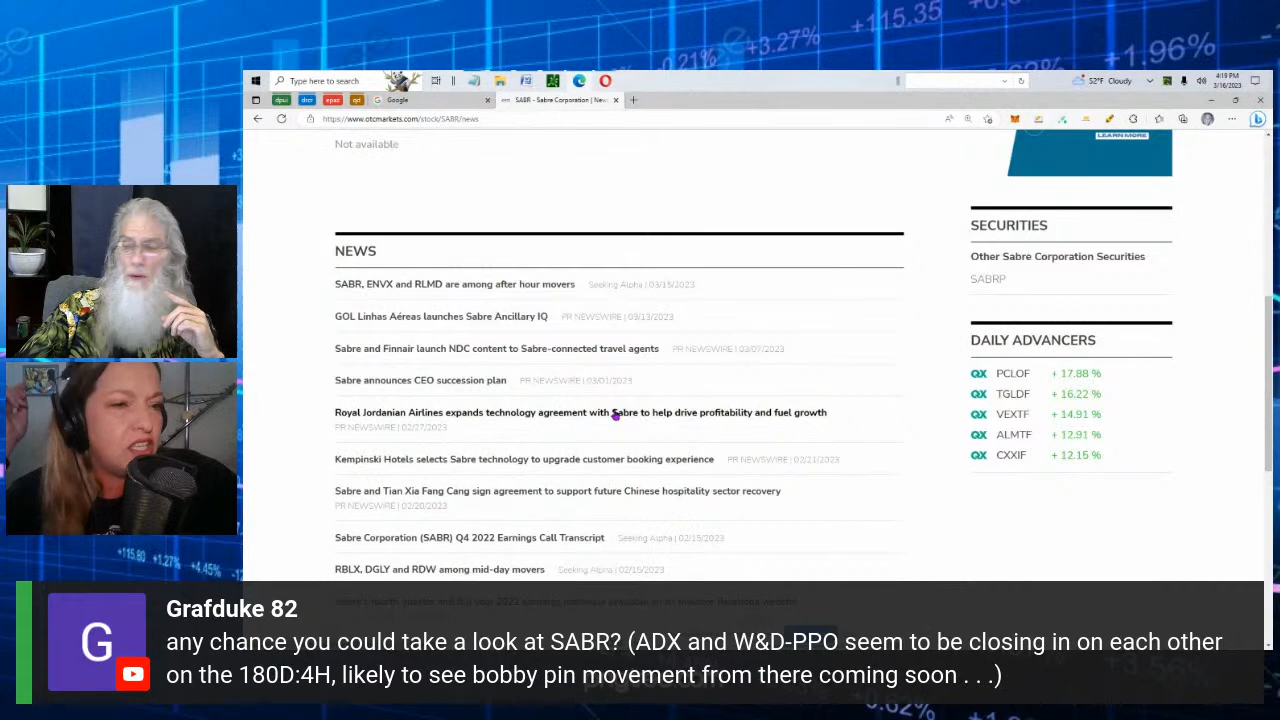 +115.35
+3.27%
0.21%
+1.96%
Type here to search
52°F Cloudy
4:19 PM
3/16/2023
dpui
drcr
epaz
qd
Google
SABR - Sabre Corporation | New
https://www.otcmarkets.com/stock/SABR/news
Not available
LEARN MORE
NEWS
SABR, ENVX and RLMD are among after hour movers Seeking Alpha | 03/15/2023
GOL Linhas Aéreas launches Sabre Ancillary IQ PR NEWSWIRE | 03/13/2023
Sabre and Finnair launch NDC content to Sabre-connected travel agents PR NEWSWIRE | 03/07/2023
Sabre announces CEO succession plan PR NEWSWIRE | 03/01/2023
Royal Jordanian Airlines expands technology agreement with Sabre to help drive profitability and fuel growth
PR NEWSWIRE | 02/27/2023
Kempinski Hotels selects Sabre technology to upgrade customer booking experience PR NEWSWIRE | 02/21/2023
Sabre and Tian Xia Fang Cang sign agreement to support future Chinese hospitality sector recovery
PR NEWSWIRE | 02/20/2023
Sabre Corporation (SABR) Q4 2022 Earnings Call Transcript Seeking Alpha | 02/15/2023
RBLX, DGLY and RDW among mid-day movers Seeking Alpha | 02/15/2023
SECURITIES
Other Sabre Corporation Securities
SABRP
DAILY ADVANCERS
QX PCLOF + 17.88 %
QX TGLDF + 16.22 %
QX VEXTF + 14.91 %
QX ALMTF + 12.91 %
QX CXXIF + 12.15 %
+115.80 +1.27% +4.45%
G
Grafduke 82
any chance you could take a look at SABR? (ADX and W&D-PPO seem to be closing in on each other
on the 180D:4H, likely to see bobby pin movement from there coming soon . . .)